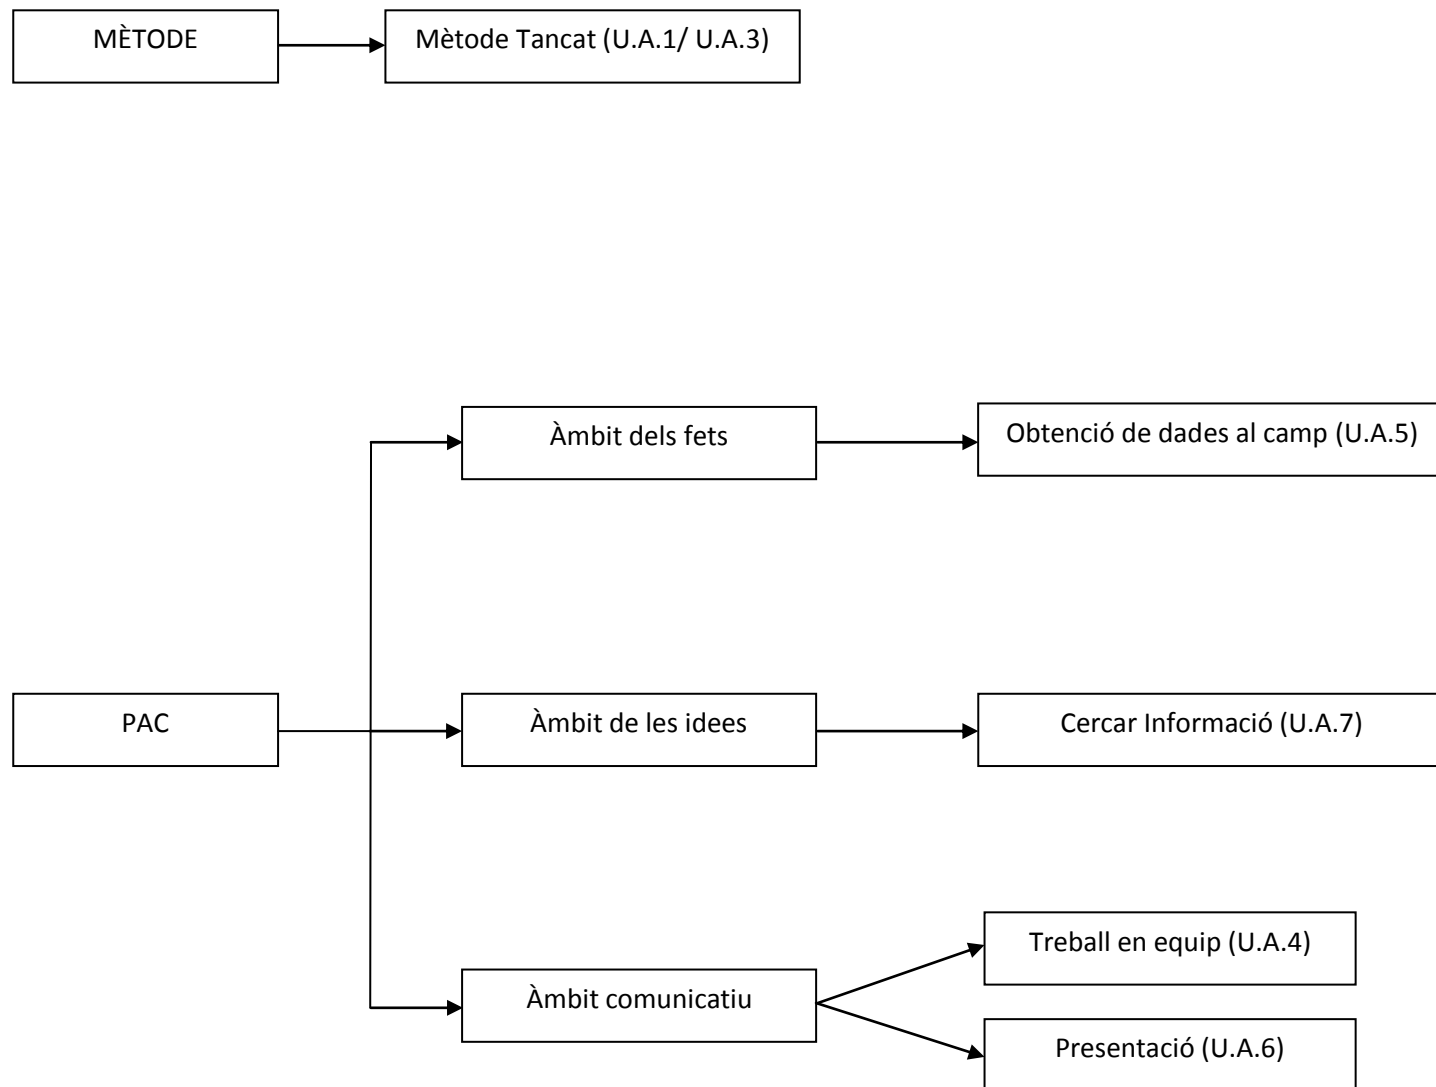 MÈTODE
Mètode Tancat (U.A.1/ U.A.3)
Àmbit dels fets
Obtenció de dades al camp (U.A.5)
PAC
Àmbit de les idees
Cercar Informació (U.A.7)
Treball en equip (U.A.4)
Àmbit comunicatiu
Presentació (U.A.6)